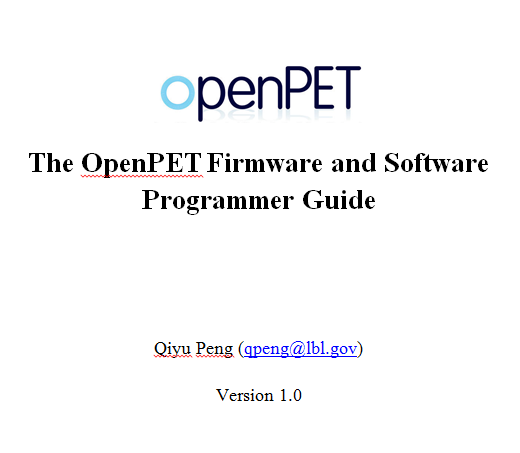 openPET
The OpenPET Firmware and Software
Programmer Guide
Qiyu Peng (qpeng@lbl.gov)
Version 1.0